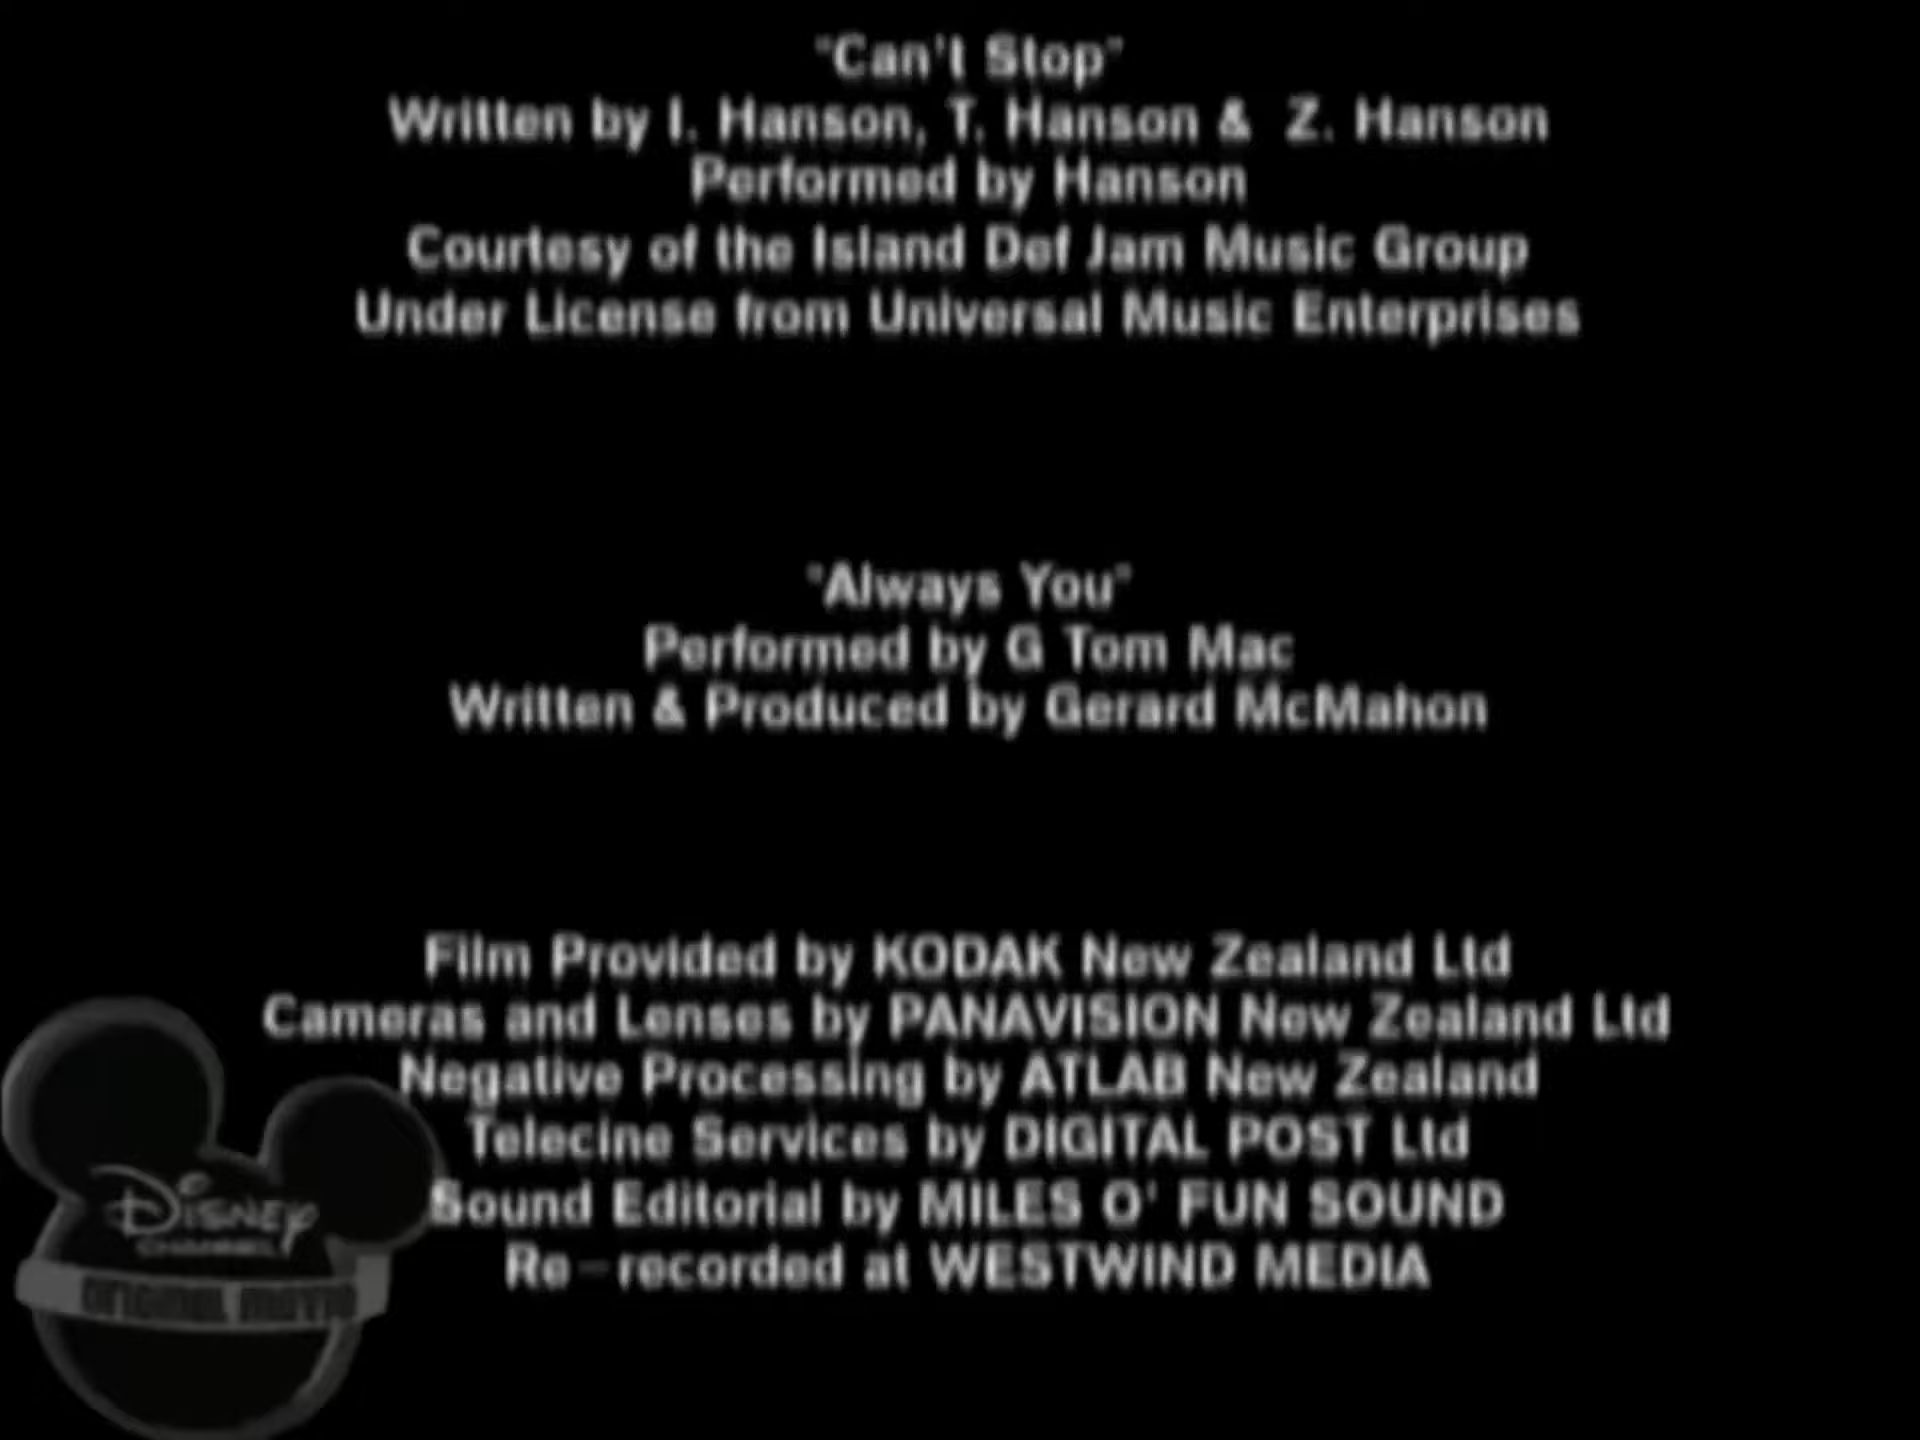 "Can't Stop"
Written by I. Hanson, T. Hanson & Z. Hanson
Performed by Hanson
Courtesy of the Island Def Jam Music Group
Under License from Universal Music Enterprises
"Always You"
Performed by G Tom Mac
Written & Produced by Gerard McMahon
Film Provided by KODAK New Zealand Ltd
Cameras and Lenses by PANAVISION New Zealand Ltd
Negative Processing by ATLAB New Zealand
Telecine Services by DIGITAL POST Ltd
Sound Editorial by MILES O' FUN SOUND
Re-recorded at WESTWIND MEDIA
DISNEY
CHANNEL
ORIGINAL MOVIE